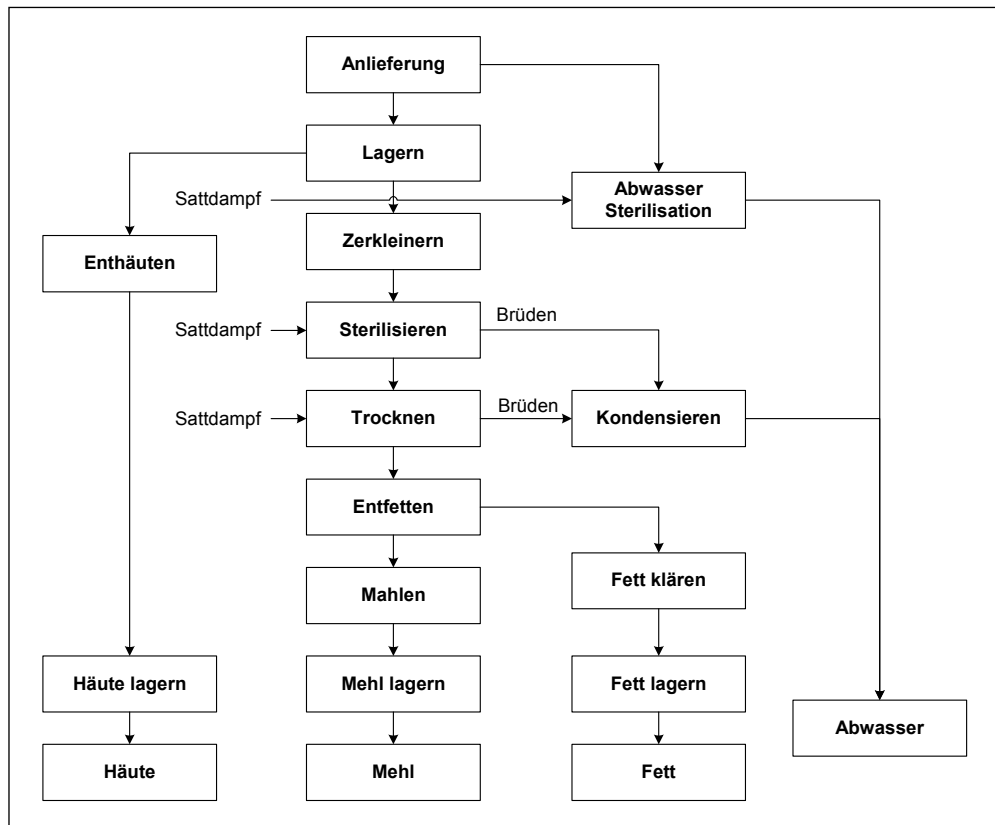 Anlieferung
Lagern
Sattdampf
Abwasser
Sterilisation
Zerkleinern
Enthäuten
Sattdampf
Sterilisieren
Brüden
Sattdampf
Trocknen
Brüden
Kondensieren
Entfetten
Mahlen
Fett klären
Häute lagern
Mehl lagern
Fett lagern
Abwasser
Häute
Mehl
Fett